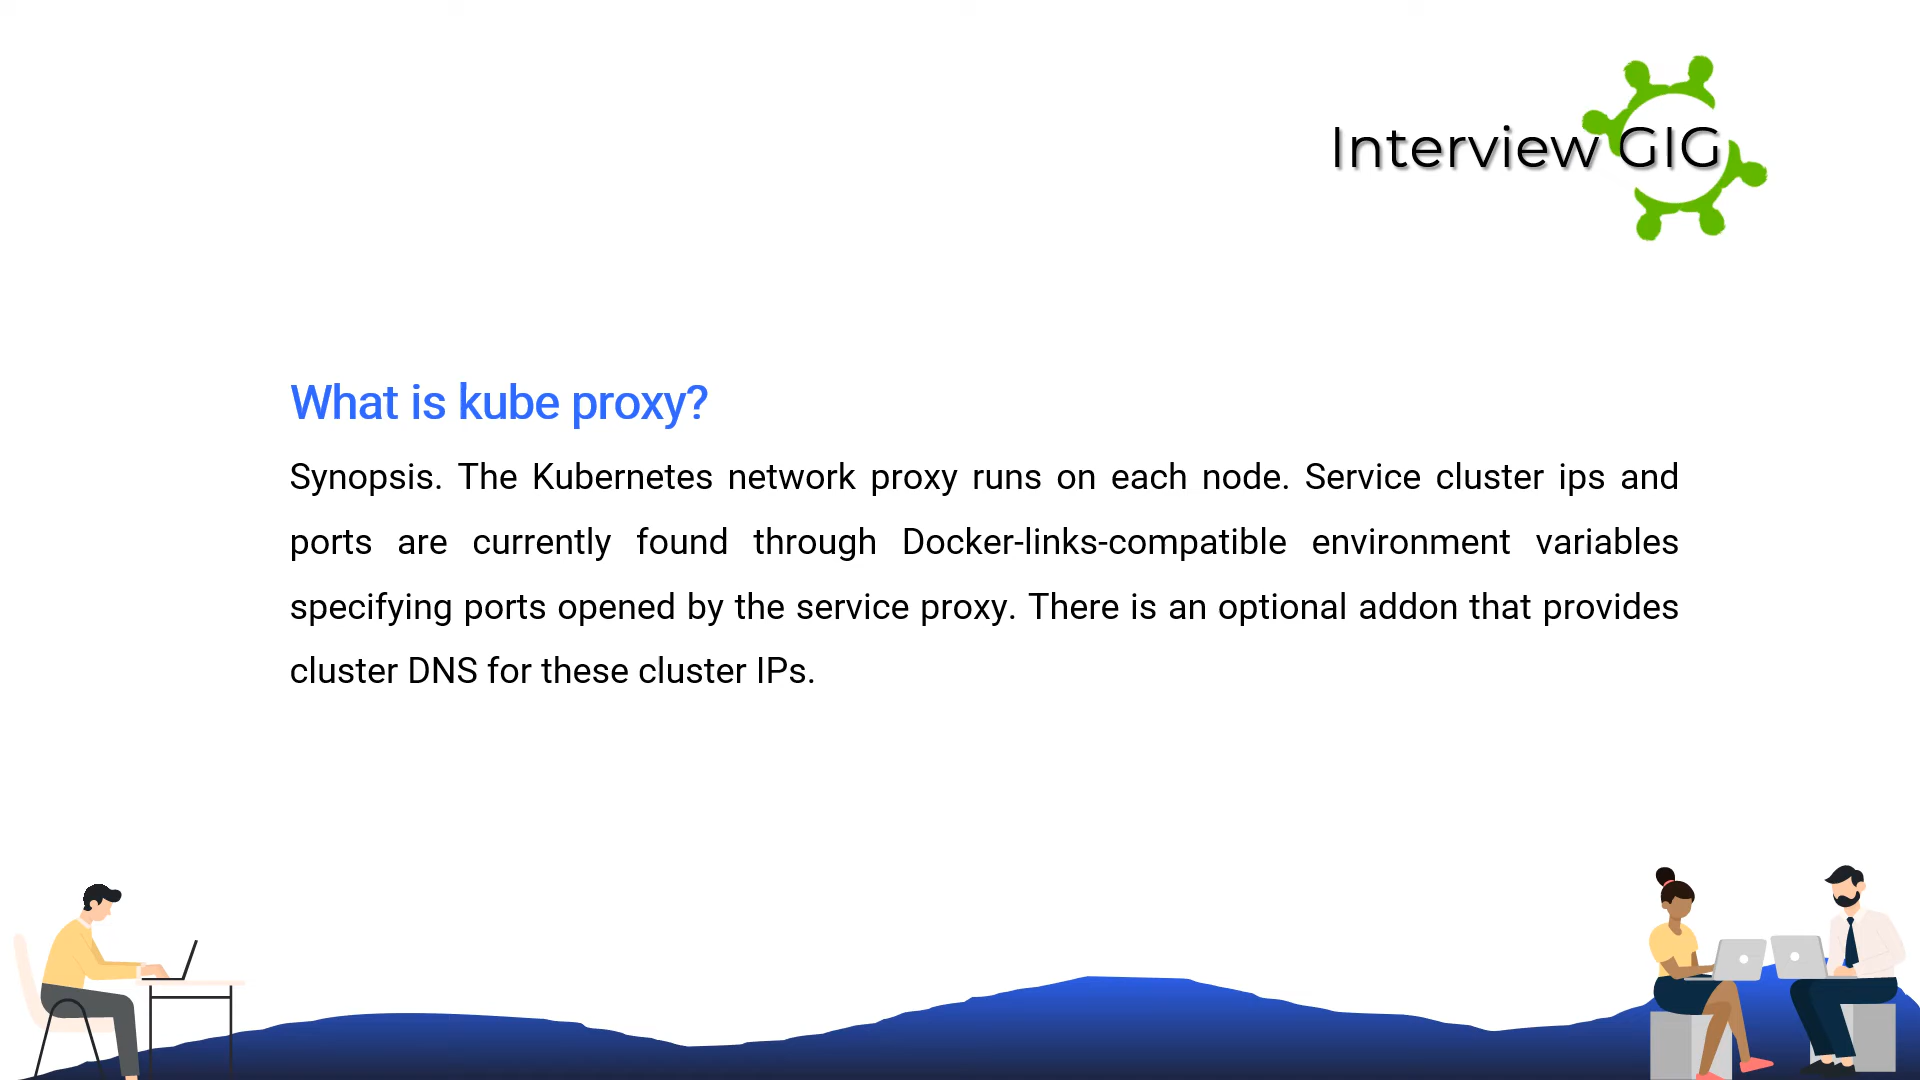 Interview GIG
What is kube proxy?
Synopsis. The Kubernetes network proxy runs on each node. Service cluster ips and
ports are currently found through Docker-links-compatible environment variables
specifying ports opened by the service proxy. There is an optional addon that provides
cluster DNS for these cluster IPs.